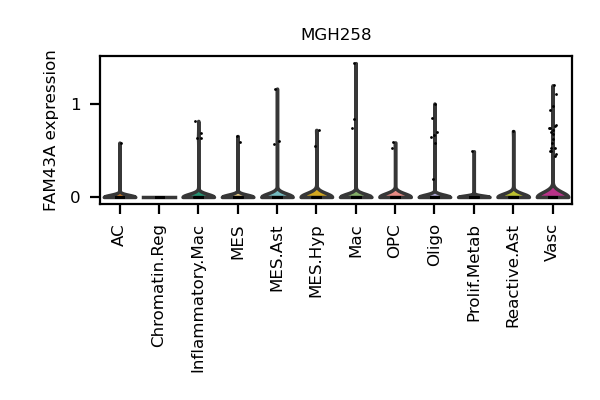 MGH258
FAM43A expression
1
0
AC
Chromatin.Reg
Inflammatory.Mac
MES
MES.Ast
MES.Hyp
Mac
OPC
Oligo
Prolif.Metab
Reactive.Ast
Vasc